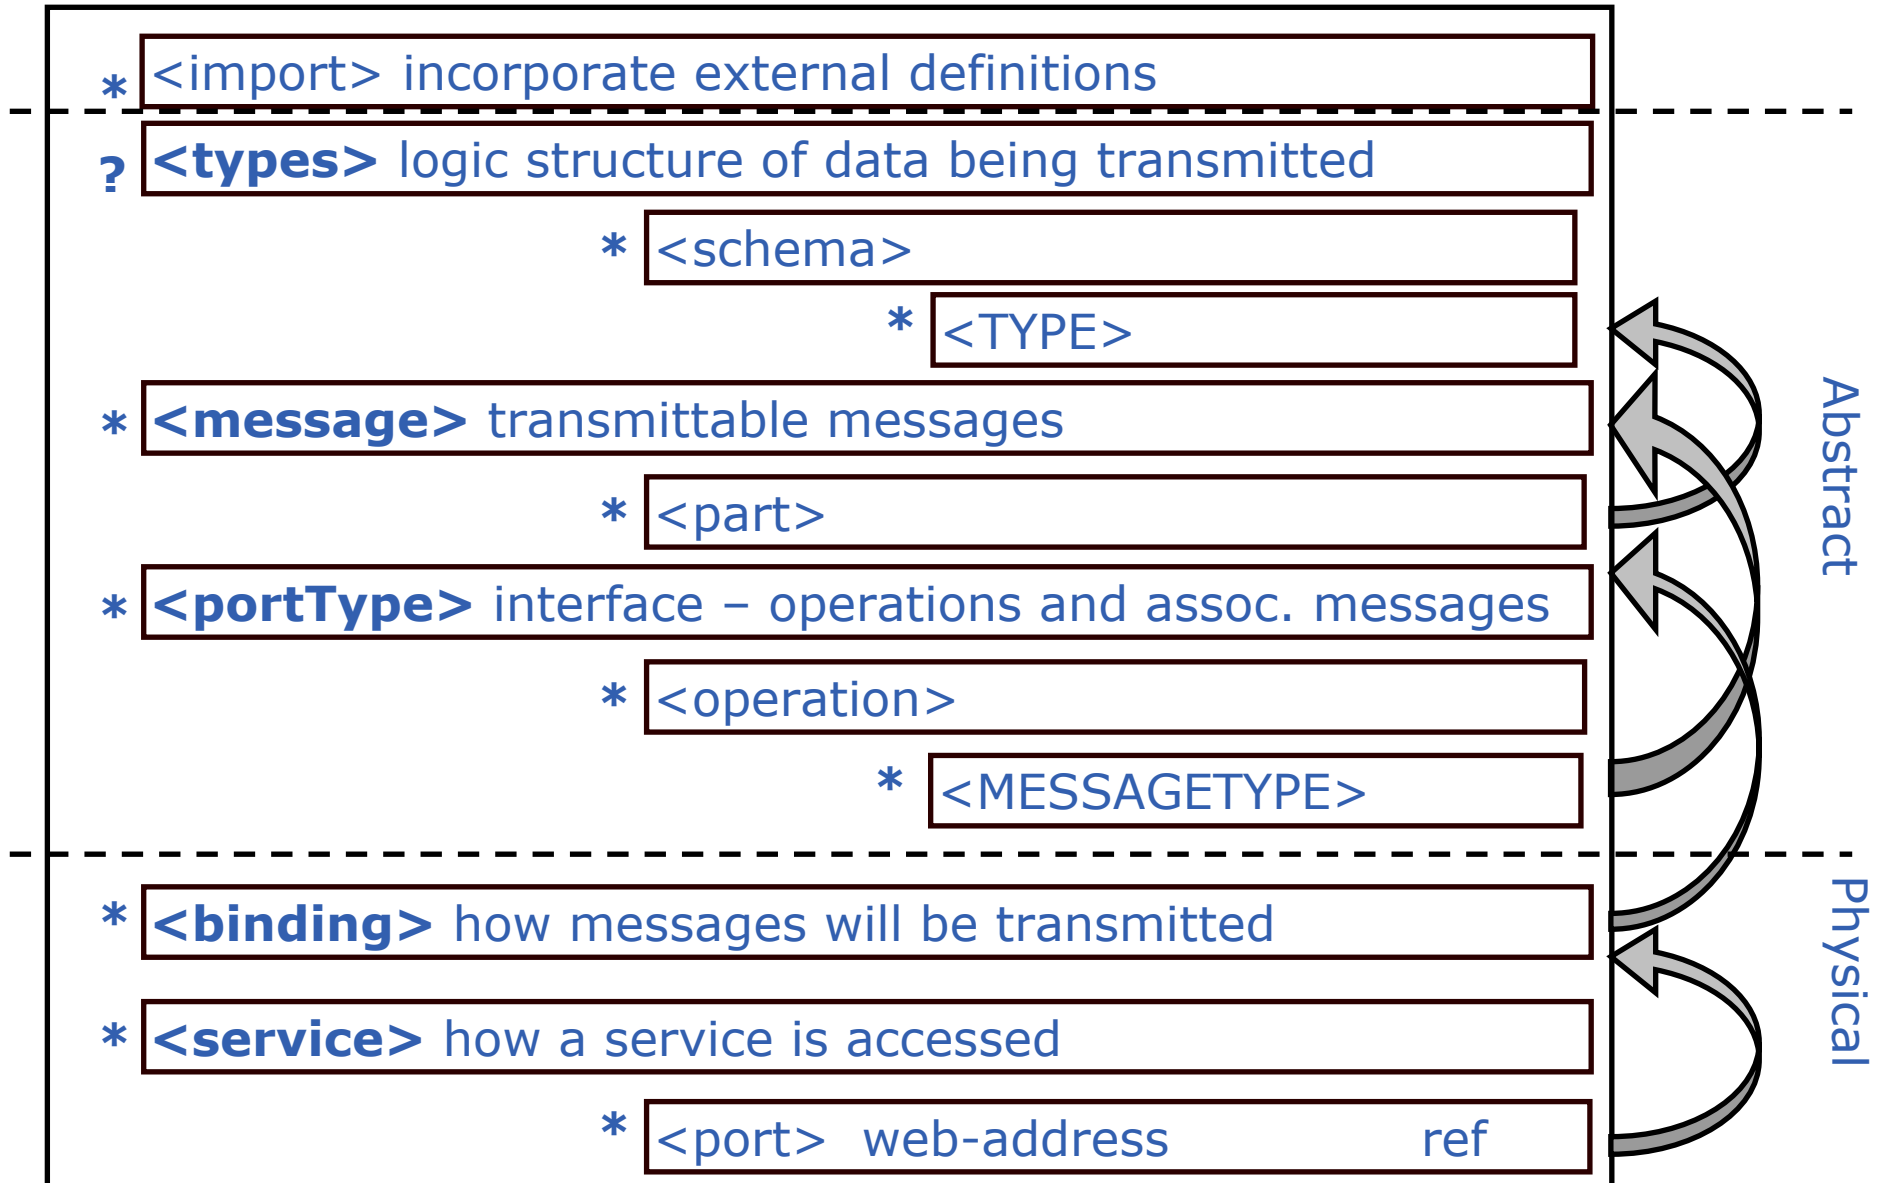 * <import> incorporate external definitions
? <types> logic structure of data being transmitted
* <schema>
* <TYPE>
* <message> transmittable messages
* <part>
* <portType> interface – operations and assoc. messages
* <operation>
* <MESSAGETYPE>
Abstract
* <binding> how messages will be transmitted
* <service> how a service is accessed
* <port> web-address ref
Physical